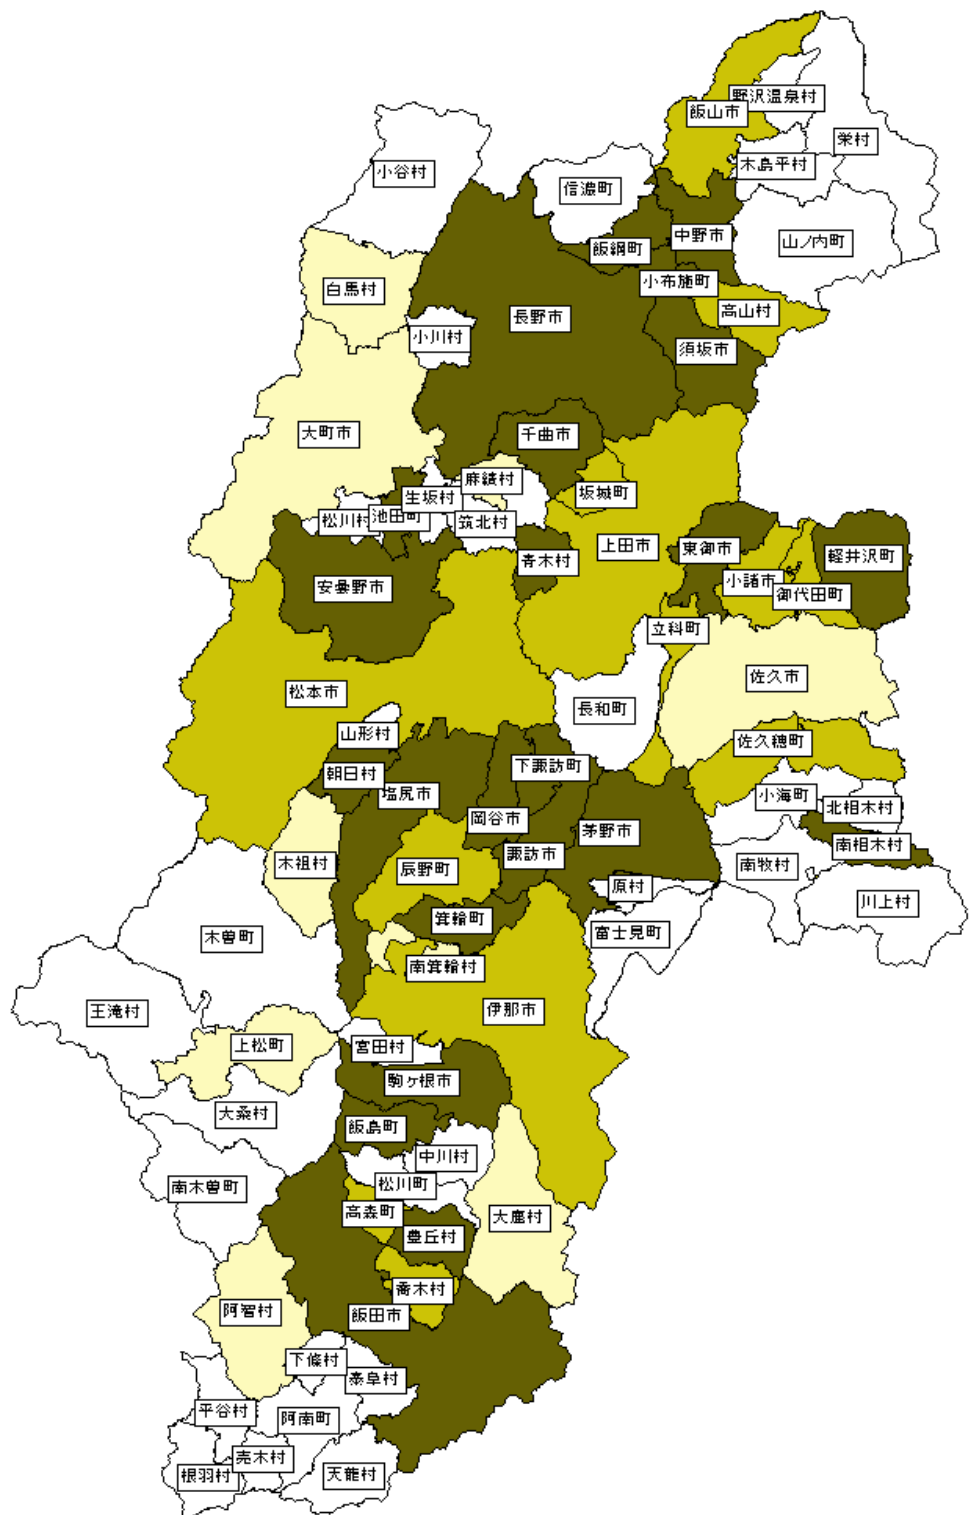 野沢温泉村
飯山市
栄村
木島平村
小谷村
信濃町
中野市
山ノ内町
飯綱町
小布施町
白馬村
高山村
長野市
小川村
須坂市
大町市
千曲市
麻績村
坂城町
生坂村
池田町
松川村
筑北村
上田市
東御市
軽井沢町
青木村
小諸市
安曇野市
御代田町
立科町
佐久市
松本市
長和町
山形村
佐久穂町
下諏訪町
朝日村
塩尻市
小海町
北相木村
岡谷市
茅野市
南相木村
諏訪市
木祖村
辰野町
南牧村
原村
川上村
箕輪町
富士見町
木曽町
南箕輪村
王滝村
伊那市
上松町
宮田村
駒ヶ根市
大桑村
飯島町
中川村
南木曽町
松川町
高森町
大鹿村
豊丘村
喬木村
阿智村
飯田市
下條村
泰阜村
平谷村
阿南町
売木村
根羽村
天龍村